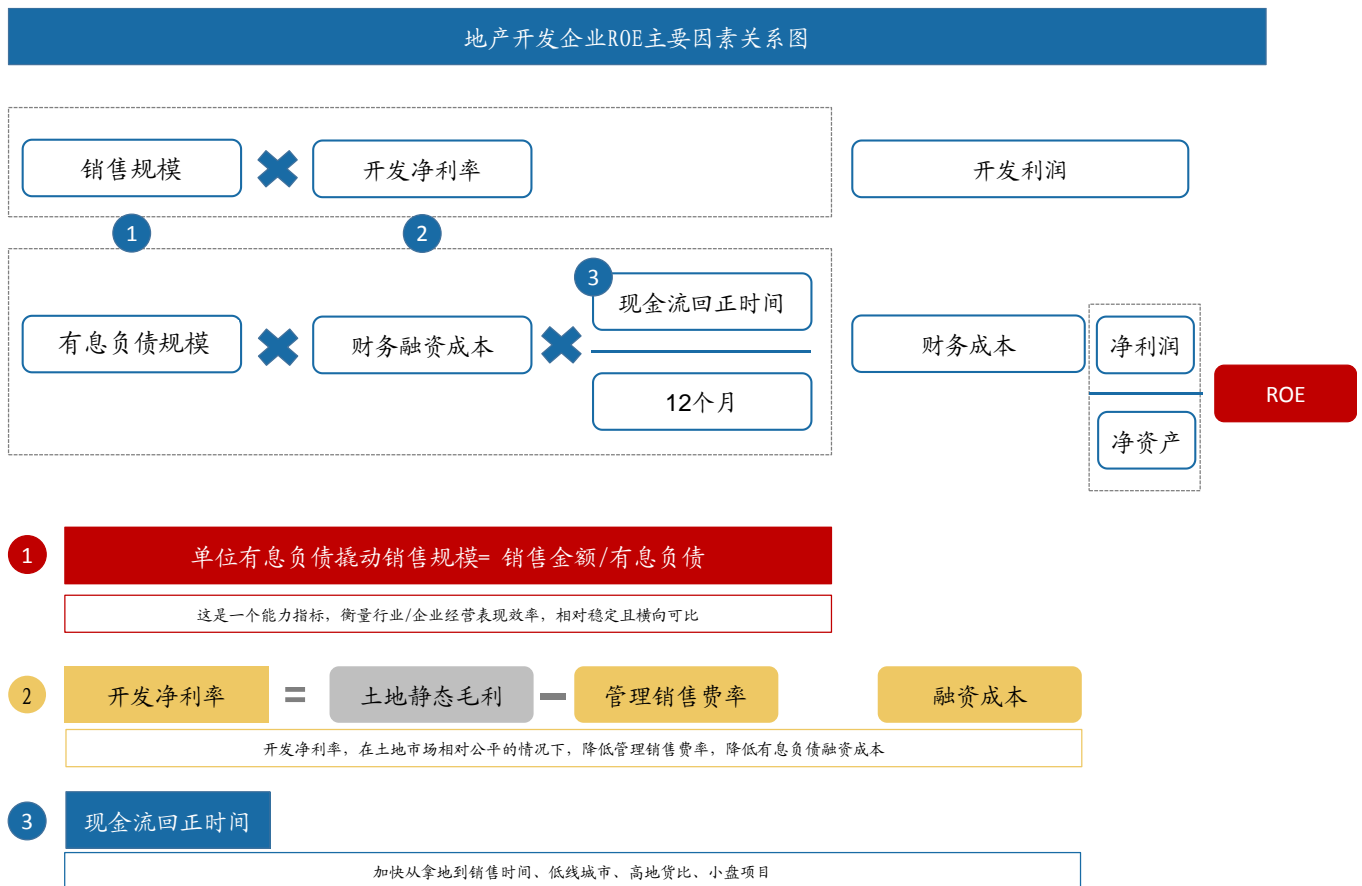 地产开发企业ROE主要因素关系图
销售规模
开发净利率
开发利润
1
2
3
现金流回正时间
有息负债规模
财务融资成本
12个月
财务成本
净利润
净资产
ROE
1
单位有息负债撬动销售规模= 销售金额/有息负债
这是一个能力指标，衡量行业/企业经营表现效率，相对稳定且横向可比
2
开发净利率 = 土地静态毛利 — 管理销售费率
融资成本
开发净利率，在土地市场相对公平的情况下，降低管理销售费率，降低有息负债融资成本
3
现金流回正时间
加快从拿地到销售时间、低线城市、高地货比、小盘项目